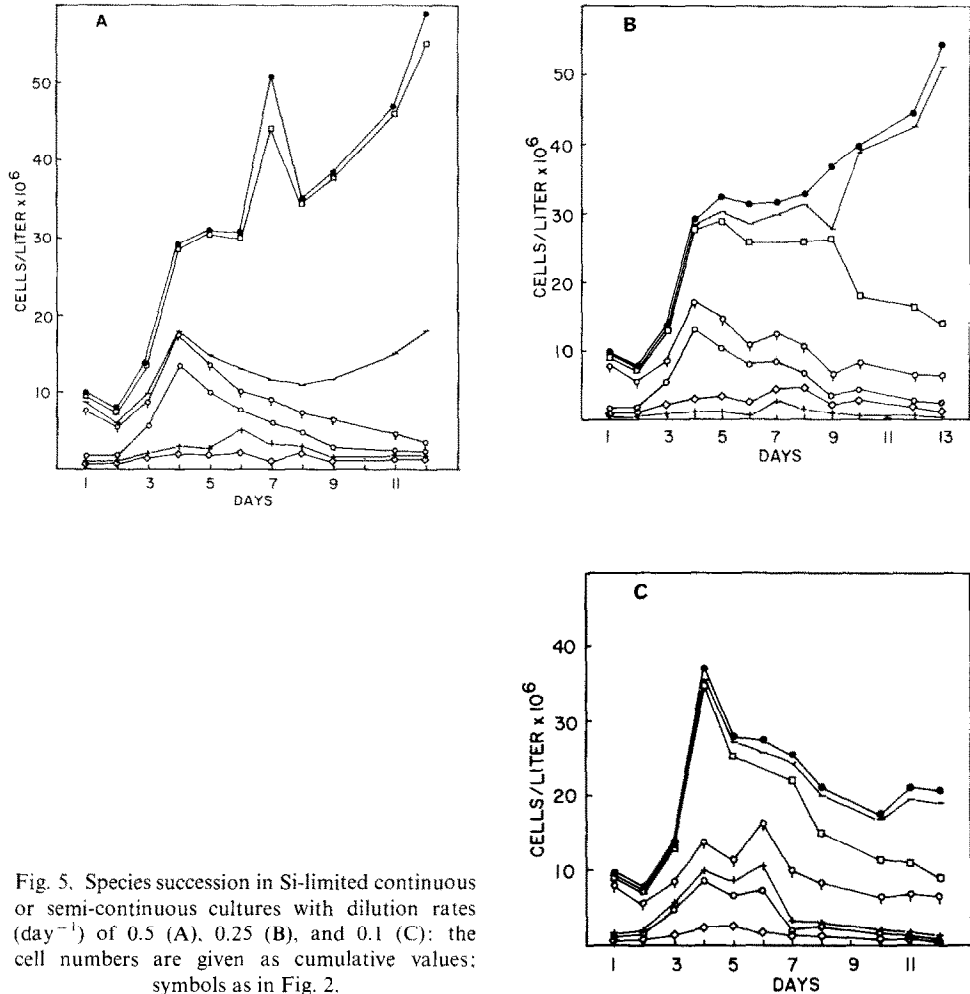 A
CELLS/LITER x 10⁶
50
40
30
20
10
1 3 5 7 9 11
DAYS
B
CELLS/LITER x 10⁶
50
40
30
20
10
1 3 5 7 9 11 13
DAYS
C
CELLS/LITER x 10⁶
40
30
20
10
0
1 3 5 7 9 11
DAYS
Fig. 5. Species succession in Si-limited continuous
or semi-continuous cultures with dilution rates
(day⁻¹) of 0.5 (A), 0.25 (B), and 0.1 (C): the
cell numbers are given as cumulative values;
symbols as in Fig. 2.